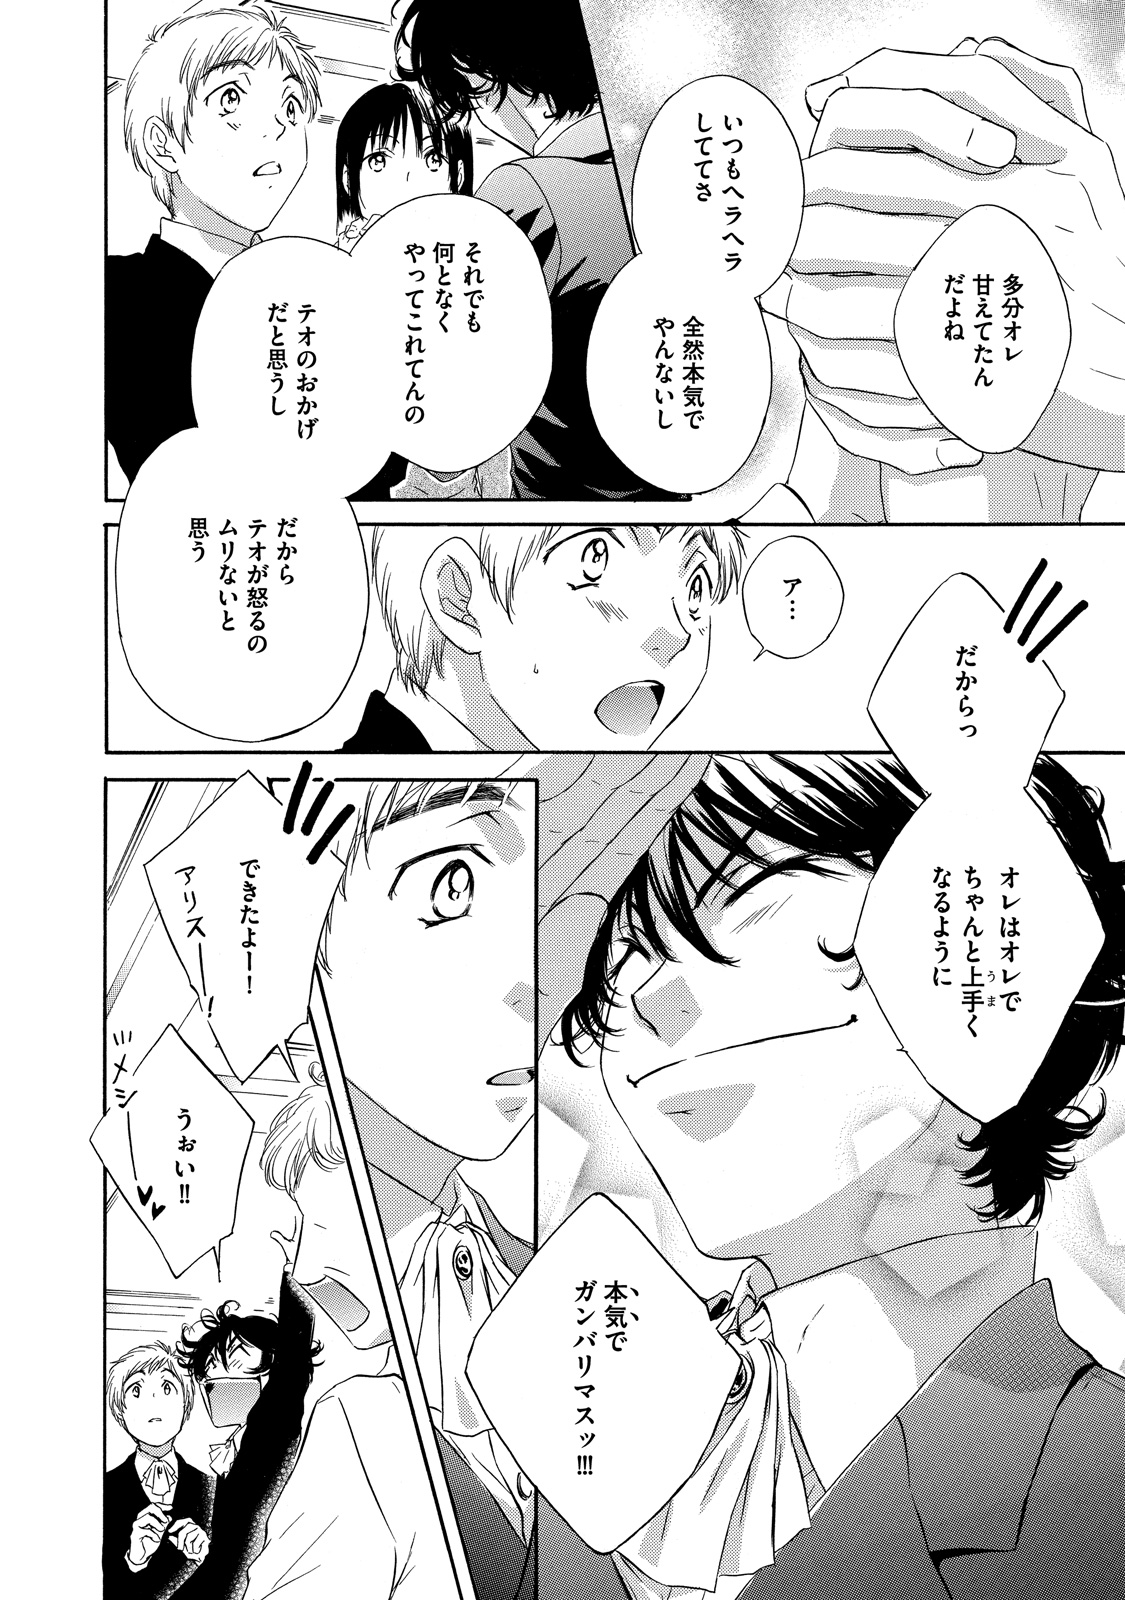 多分オレ
甘えてたん
だよね
いつもヘラヘラ
しててさ
全然本気で
やんないし
それでも
何となく
やってこれてんの
テオのおかげ
だと思うし
だから
テオが怒るの
ムリないと
思う
ア…
だからっ
オレはオレで
ちゃんと上手く
うま
なるように
本気で
ガンバリマスッ!!!
できたよー!
アリスー!
メシ
うぉい!!